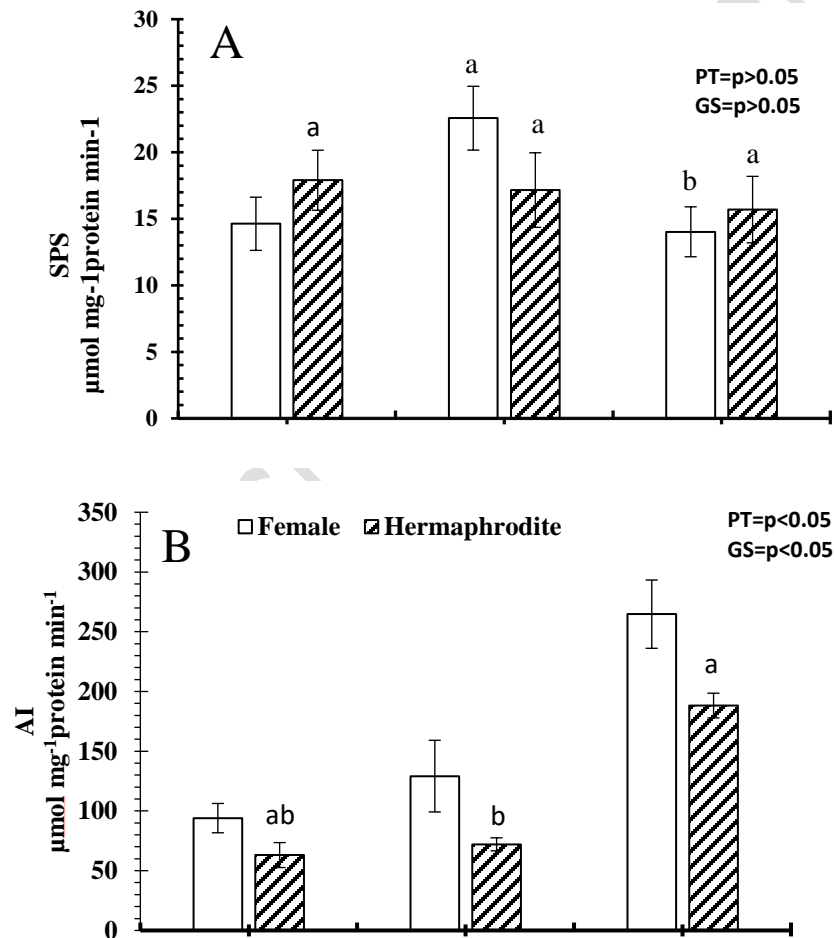 A
30
25
20
15
10
5
0
SPS
µmol mg-1protein min-1
a
a
a
b
a
PT=p>0.05
GS=p>0.05
B
Female Hermaphrodite
PT=p<0.05
GS=p<0.05
350
300
250
200
150
100
50
0
AI
µmol mg-1protein min-1
ab
b
a